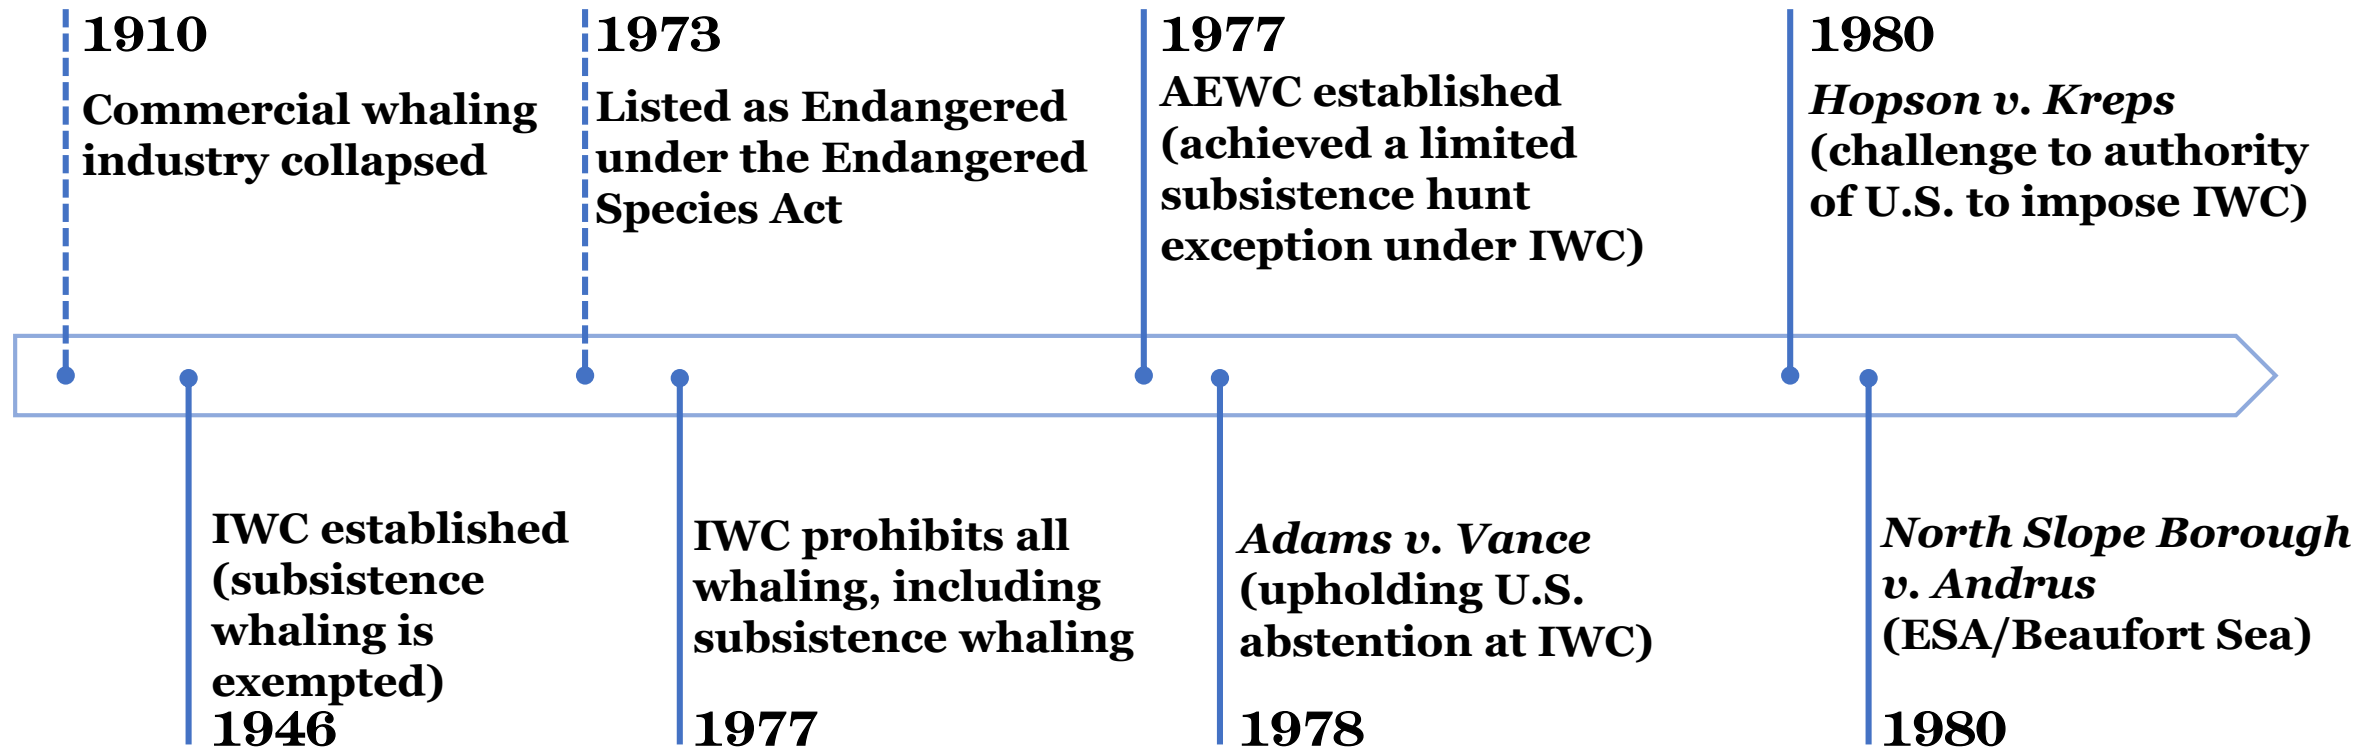 1910
Commercial whaling
industry collapsed
1973
Listed as Endangered
under the Endangered
Species Act
1977
AEWC established
(achieved a limited
subsistence hunt
exception under IWC)
1980
Hopson v. Kreps
(challenge to authority
of U.S. to impose IWC)
IWC established
(subsistence
whaling is
exempted)
1946
IWC prohibits all
whaling, including
subsistence whaling
1977
Adams v. Vance
(upholding U.S.
abstention at IWC)
1978
North Slope Borough
v. Andrus
(ESA/Beaufort Sea)
1980